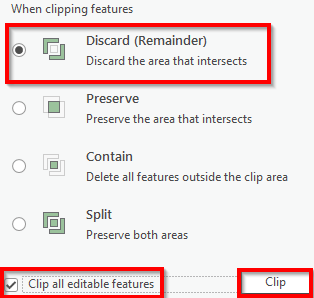 When clipping features
Discard (Remainder)
Discard the area that intersects
Preserve
Preserve the area that intersects
Contain
Delete all features outside the clip area
Split
Preserve both areas
Clip all editable features
Clip